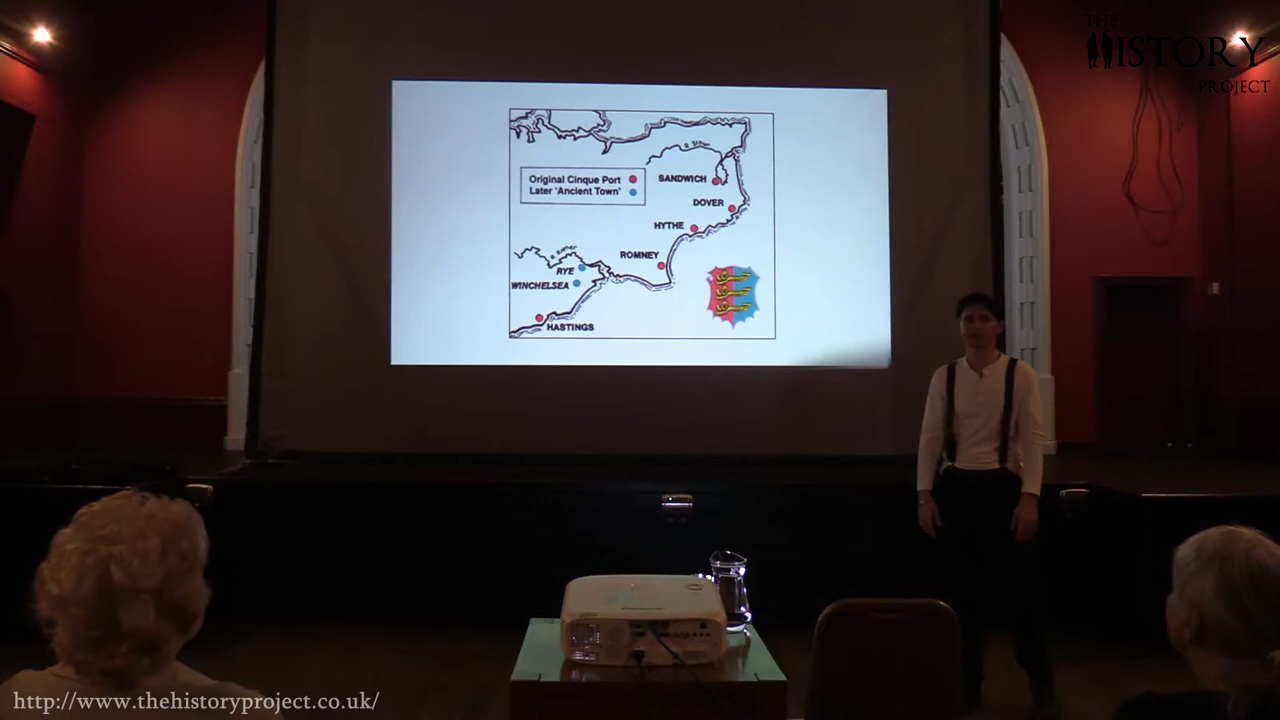 THE
HISTORY
PROJECT
R. Stour
SANDWICH
Original Cinque Port
Later 'Ancient Town'
DOVER
HYTHE
ROMNEY
RYE
WINCHELSEA
HASTINGS
http://www.thehistoryproject.co.uk/